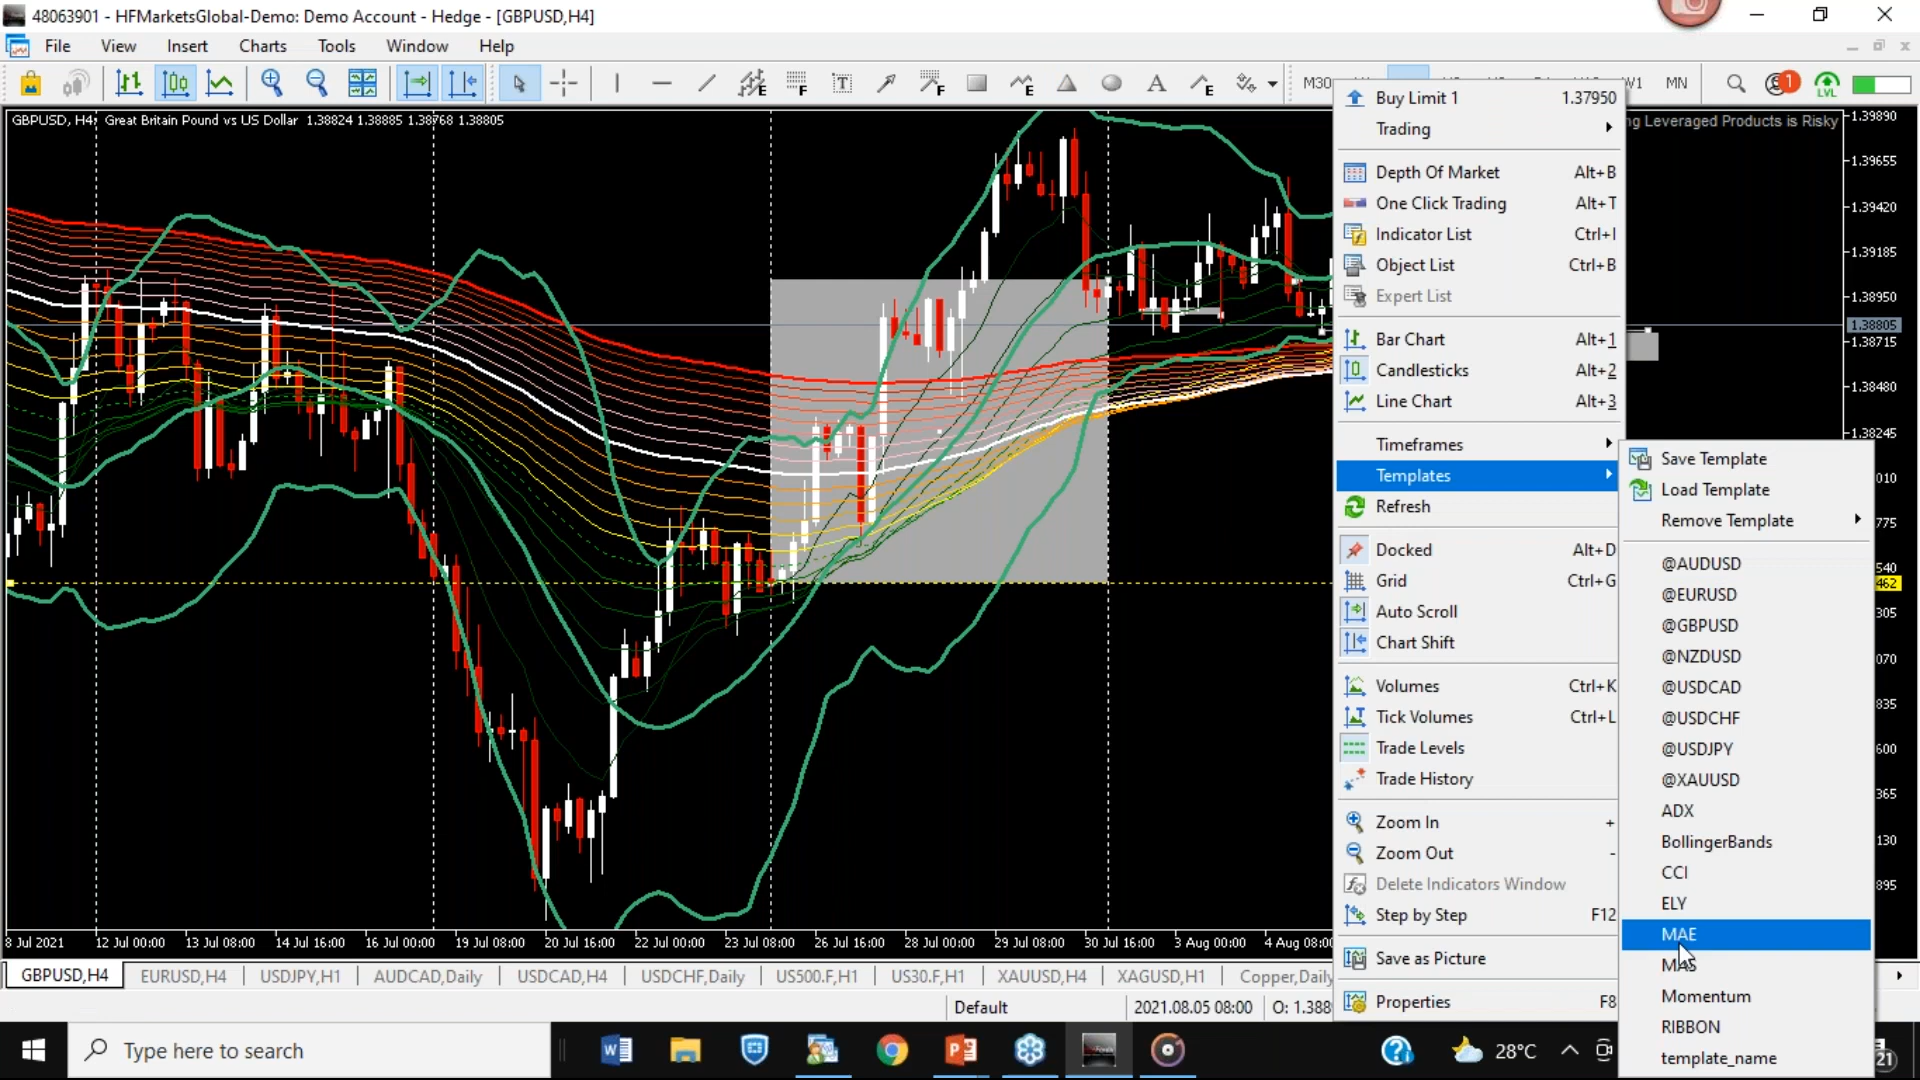 48063901 - HFMarketsGlobal-Demo: Demo Account - Hedge - [GBPUSD,H4]
File View Insert Charts Tools Window Help
M30 W1 MN 1 LVL
GBPUSD, H4: Great Britain Pound vs US Dollar 1.38824 1.38885 1.38768 1.38805
ng Leveraged Products is Risky
1.39890
1.39655
1.39420
1.39185
1.38950
1.38805
1.38715
1.38480
1.38245
010
775
540
462
305
070
835
600
365
130
895
Buy Limit 1 1.37950
Trading
Depth Of Market Alt+B
One Click Trading Alt+T
Indicator List Ctrl+I
Object List Ctrl+B
Expert List
Bar Chart Alt+1
Candlesticks Alt+2
Line Chart Alt+3
Timeframes
Templates
Refresh
Docked Alt+D
Grid Ctrl+G
Auto Scroll
Chart Shift
Volumes Ctrl+K
Tick Volumes Ctrl+L
Trade Levels
Trade History
Zoom In +
Zoom Out -
Delete Indicators Window
Step by Step F12
Save as Picture
Properties F8
Save Template
Load Template
Remove Template
@AUDUSD
@EURUSD
@GBPUSD
@NZDUSD
@USDCAD
@USDCHF
@USDJPY
@XAUUSD
ADX
BollingerBands
CCI
ELY
MAE
MAS
Momentum
RIBBON
template_name
8 Jul 2021 12 Jul 00:00 13 Jul 08:00 14 Jul 16:00 16 Jul 00:00 19 Jul 08:00 20 Jul 16:00 22 Jul 00:00 23 Jul 08:00 26 Jul 16:00 28 Jul 00:00 29 Jul 08:00 30 Jul 16:00 3 Aug 00:00 4 Aug 08:00
GBPUSD,H4 EURUSD,H4 USDJPY,H1 AUDCAD,Daily USDCAD,H4 USDCHF,Daily US500.F,H1 US30.F,H1 XAUUSD,H4 XAGUSD,H1 Copper,Daily
Default 2021.08.05 08:00 O: 1.388
Type here to search
28°C
21